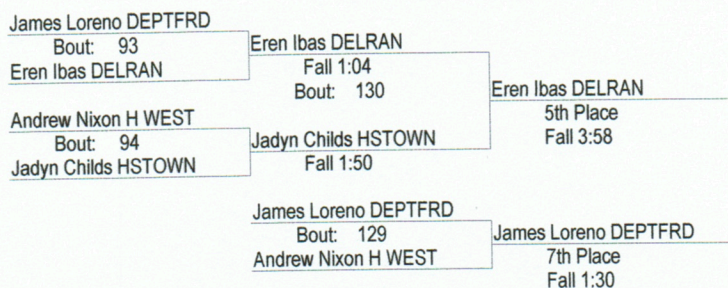 James Loreno DEPTFRD
Bout: 93
Eren Ibas DELRAN
Eren Ibas DELRAN
Fall 1:04
Bout: 130
Andrew Nixon H WEST
Bout: 94
Jadyn Childs HSTOWN
Jadyn Childs HSTOWN
Fall 1:50
Eren Ibas DELRAN
5th Place
Fall 3:58
James Loreno DEPTFRD
Bout: 129
Andrew Nixon H WEST
James Loreno DEPTFRD
7th Place
Fall 1:30